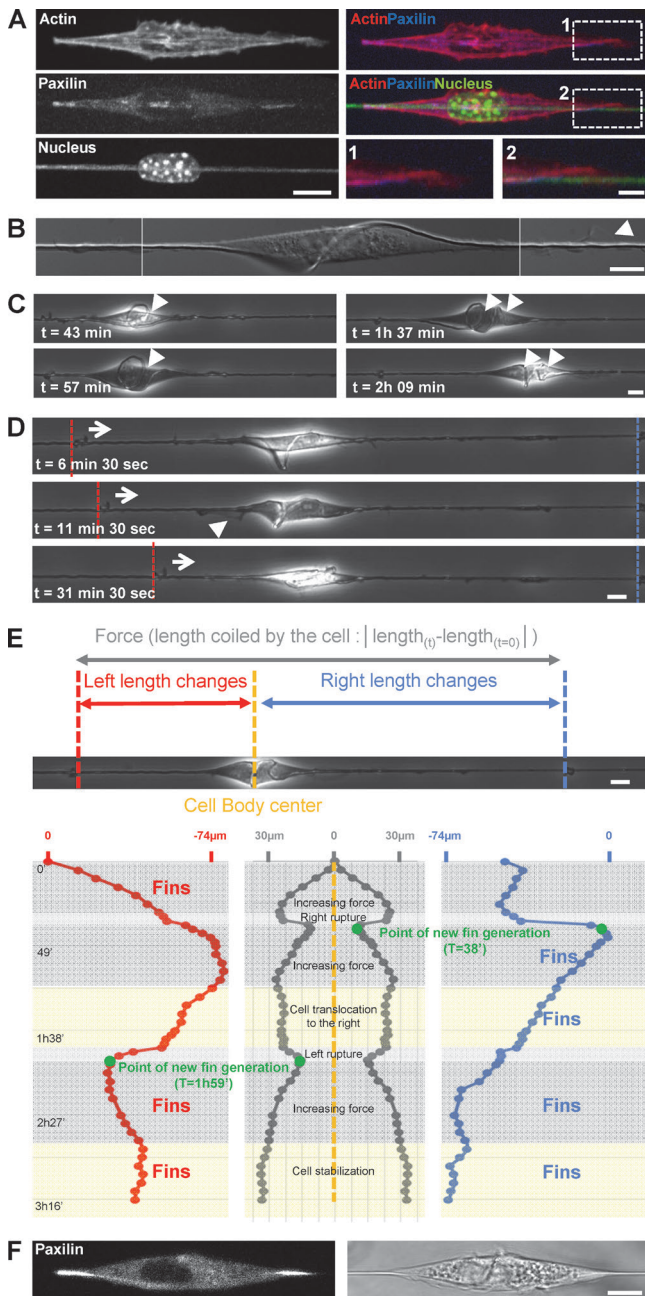 A
Actin
Paxilin
Nucleus
ActinPaxilin
1
ActinPaxilinNucleus
2
1
2
B
C
t = 43 min
t = 1h 37 min
t = 57 min
t = 2h 09 min
D
t = 6 min 30 sec
t = 11 min 30 sec
t = 31 min 30 sec
E
Force (length coiled by the cell : | length(t)-length(t=0) | )
Left length changes
Right length changes
Cell Body center
0
-74µm
30µm
0
30µm
-74µm
0
0
49'
1h38'
2h27'
3h16'
Fins
Fins
Fins
Fins
Point of new fin generation
(T=1h59')
Increasing force
Right rupture
Increasing force
Cell translocation
to the right
Left rupture
Increasing force
Cell stabilization
Point of new fin generation
(T=38')
Fins
Fins
Fins
Fins
F
Paxilin